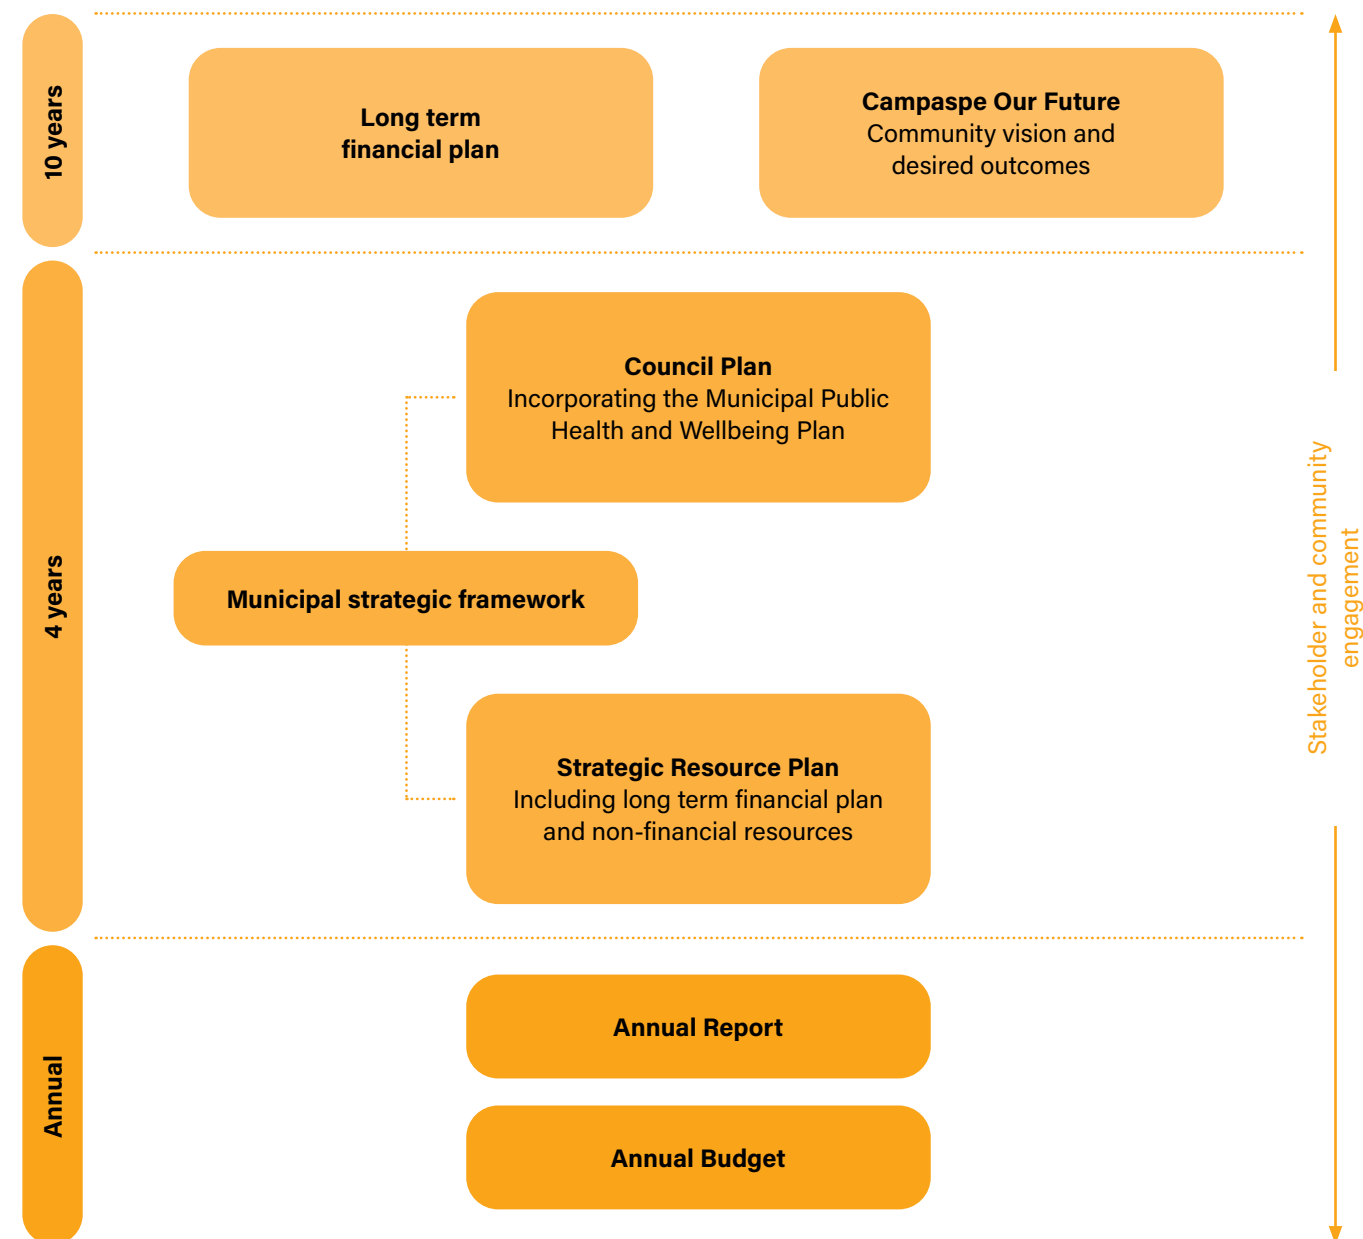 10 years
Long term
financial plan
Campaspe Our Future
Community vision and
desired outcomes
4 years
Council Plan
Incorporating the Municipal Public
Health and Wellbeing Plan
Municipal strategic framework
Strategic Resource Plan
Including long term financial plan
and non-financial resources
Stakeholder and community
engagement
Annual
Annual Report
Annual Budget